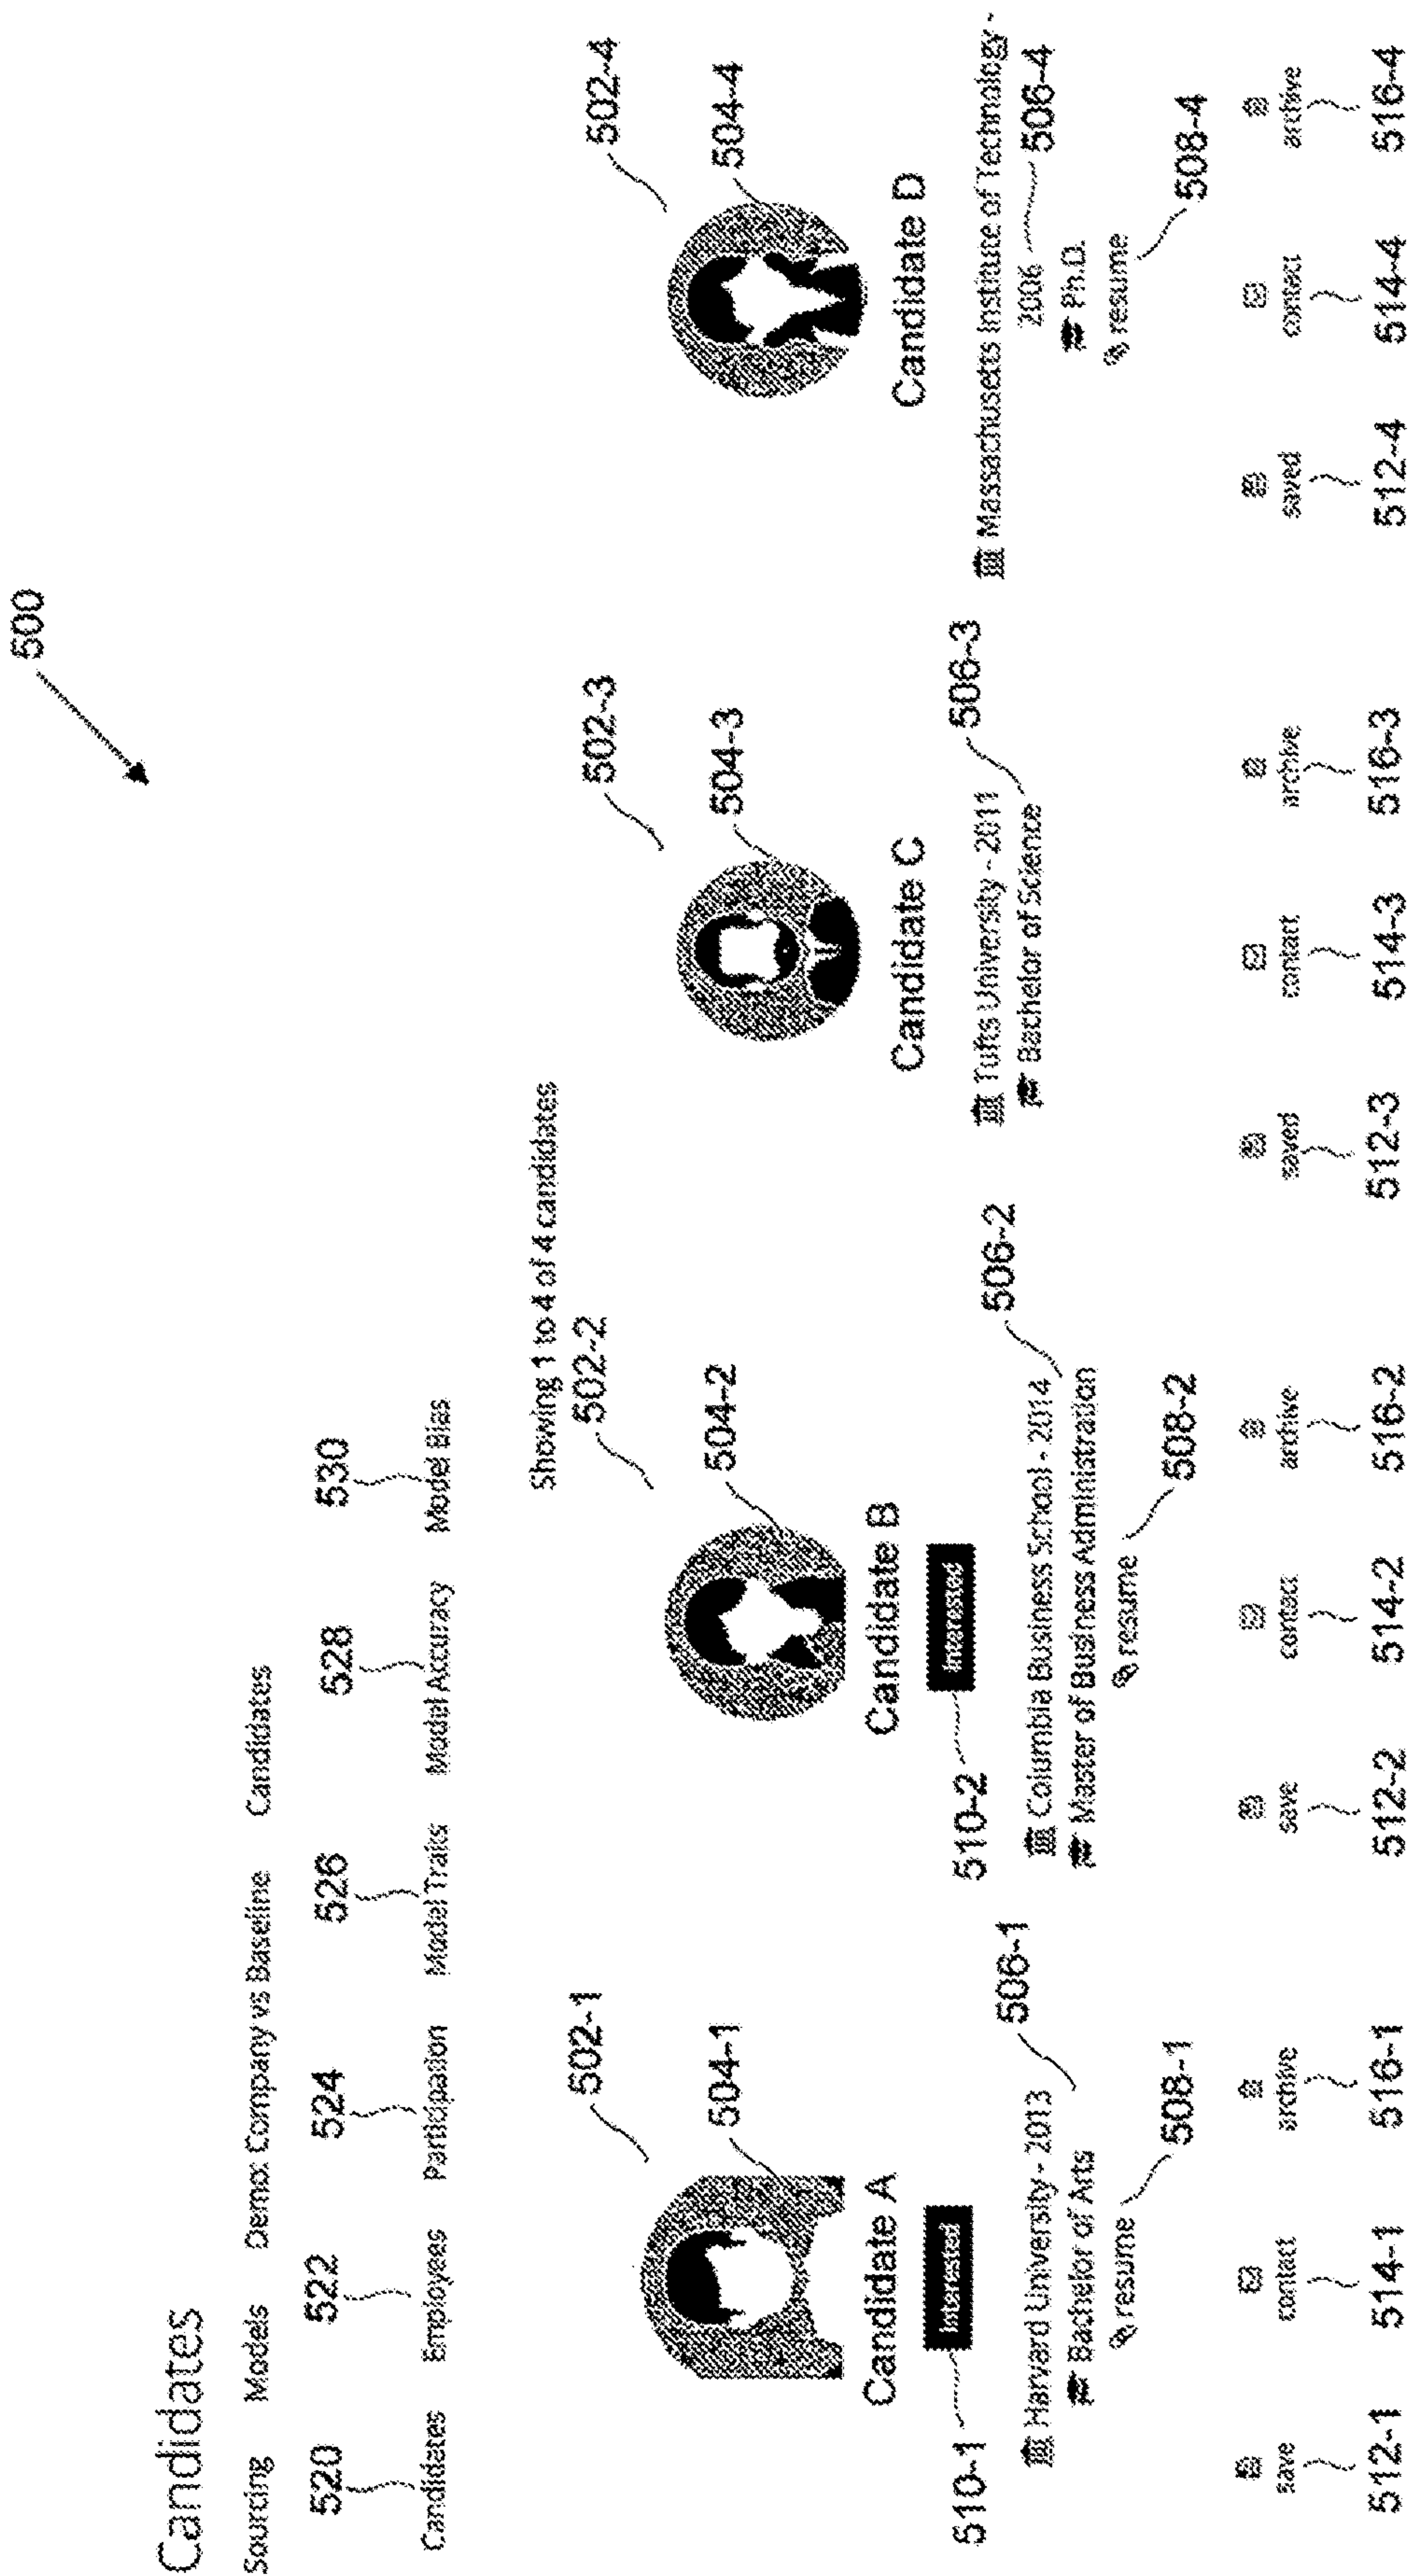 500
Candidates
Sourcing Models Demo: Company vs Baseline Candidates
520 522 524 526 528 530
Candidates Employees Participation Model Traits Model Accuracy Model Bias
Showing 1 to 4 of 4 candidates
502-1 502-2 502-3 502-4
504-1 504-2 504-3 504-4
Candidate A Candidate B Candidate C Candidate D
Interested Interested
510-1 510-2
506-1 506-2 506-3 506-4
Harvard University - 2013
Bachelor of Arts
resume
508-1
Columbia Business School - 2014
Master of Business Administration
resume
508-2
Tufts University - 2011
Bachelor of Science
Massachusetts Institute of Technology -
2006
Ph.D.
resume
508-4
save contact archive save contact archive saved contact archive saved contact archive
512-1 514-1 516-1 512-2 514-2 516-2 512-3 514-3 516-3 512-4 514-4 516-4